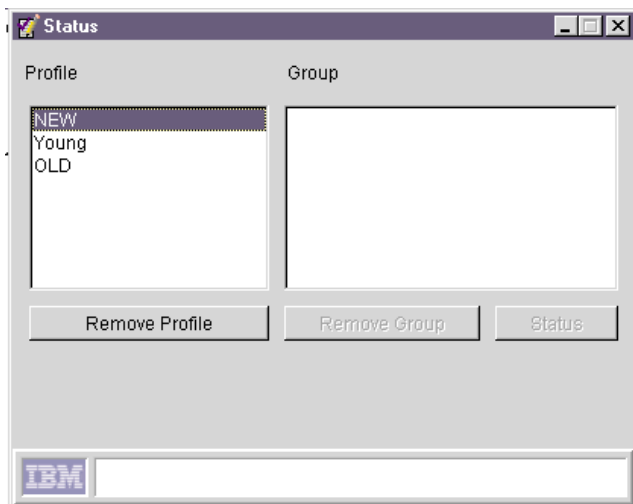 Status
Profile Group
NEW
Young
OLD
Remove Profile Remove Group Status
IBM